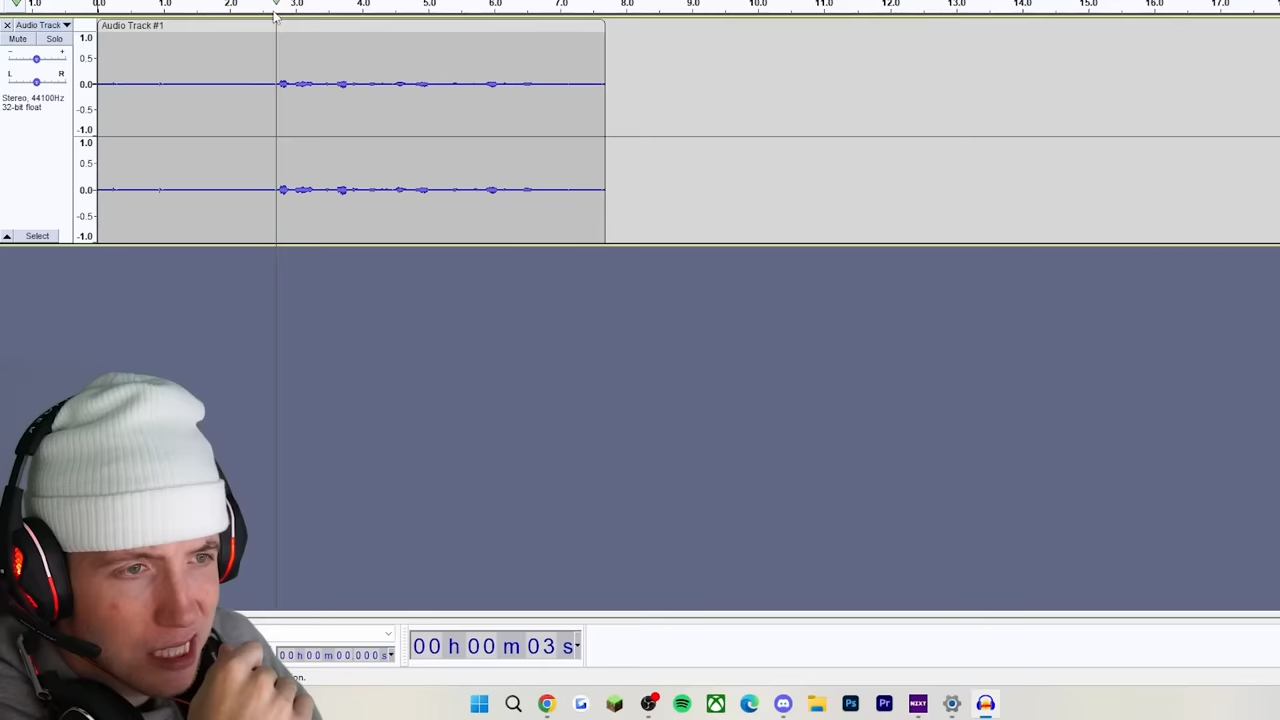 1.0 0.0 1.0 2.0 3.0 4.0 5.0 6.0 7.0 8.0 9.0 10.0 11.0 12.0 13.0 14.0 15.0 16.0 17.0
Audio Track Audio Track #1
Mute Solo
- +
L R
Stereo, 44100Hz
32-bit float
Select
1.0
0.5
0.0
-0.5
-1.0
1.0
0.5
0.0
-0.5
-1.0
00 h 00 m 03 s
00 h 00 m 00.000 s
on.
Ps Pr NZXT